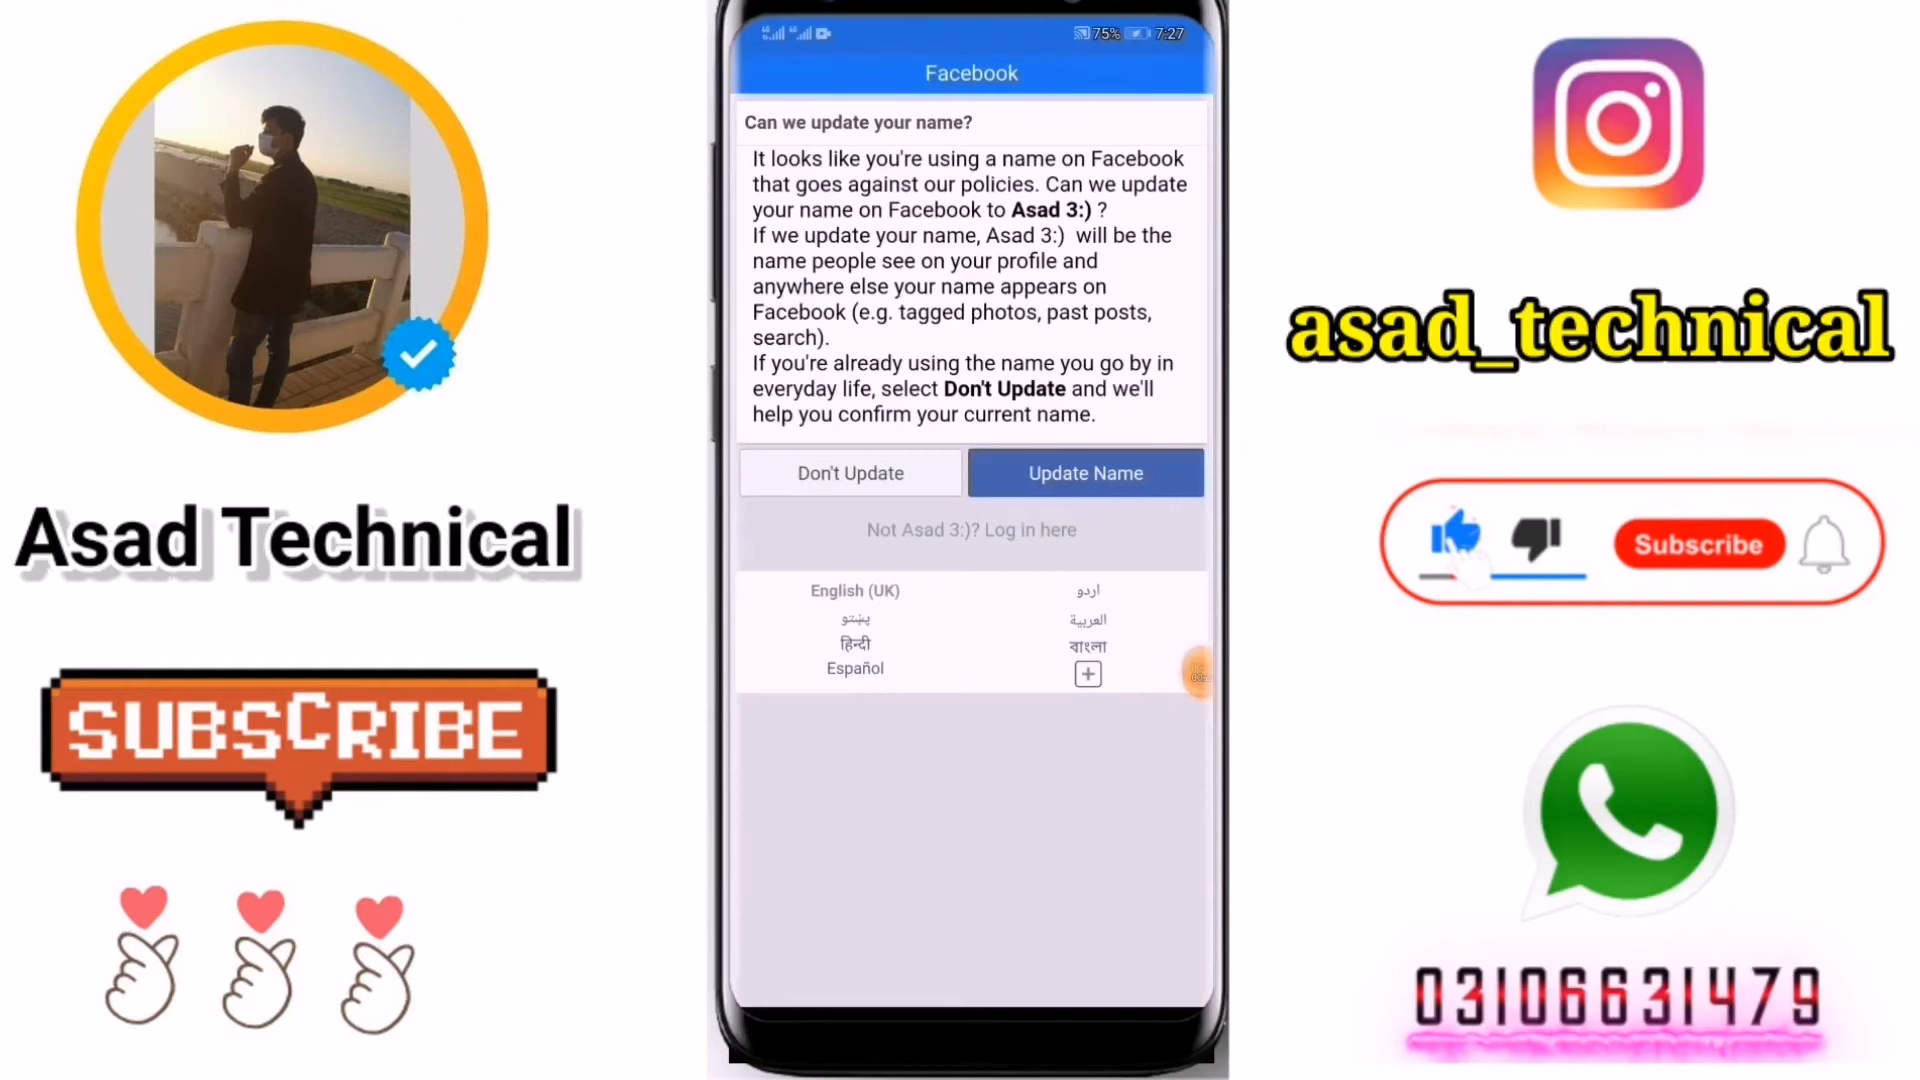 75% 7:27
Facebook
Can we update your name?
It looks like you're using a name on Facebook
that goes against our policies. Can we update
your name on Facebook to Asad 3:) ?
If we update your name, Asad 3:) will be the
name people see on your profile and
anywhere else your name appears on
Facebook (e.g. tagged photos, past posts,
search).
If you're already using the name you go by in
everyday life, select Don't Update and we'll
help you confirm your current name.
Don't Update
Update Name
Not Asad 3:)? Log in here
English (UK)
اردو
پښتو
العربية
हिन्दी
বাংলা
Español
Asad Technical
SUBSCRIBE
asad_technical
Subscribe
03106631479